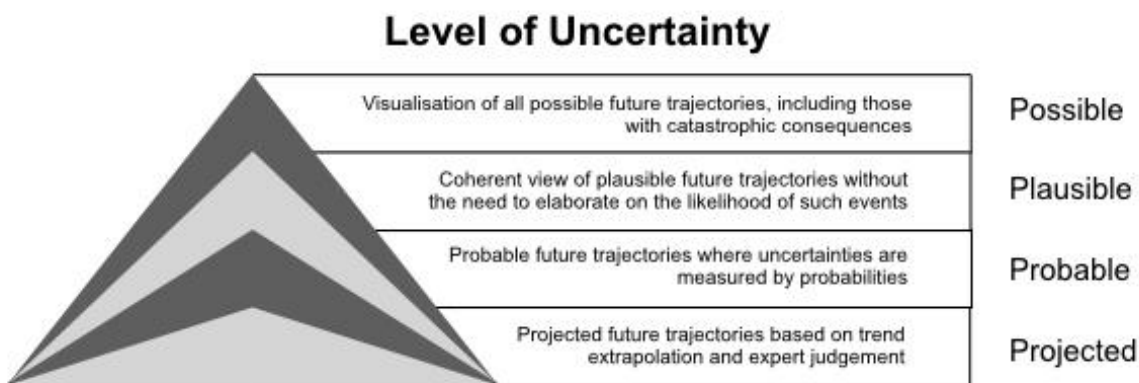 Level of Uncertainty
Visualisation of all possible future trajectories, including those
with catastrophic consequences
Possible
Coherent view of plausible future trajectories without
the need to elaborate on the likelihood of such events
Plausible
Probable future trajectories where uncertainties are
measured by probabilities
Probable
Projected future trajectories based on trend
extrapolation and expert judgement
Projected